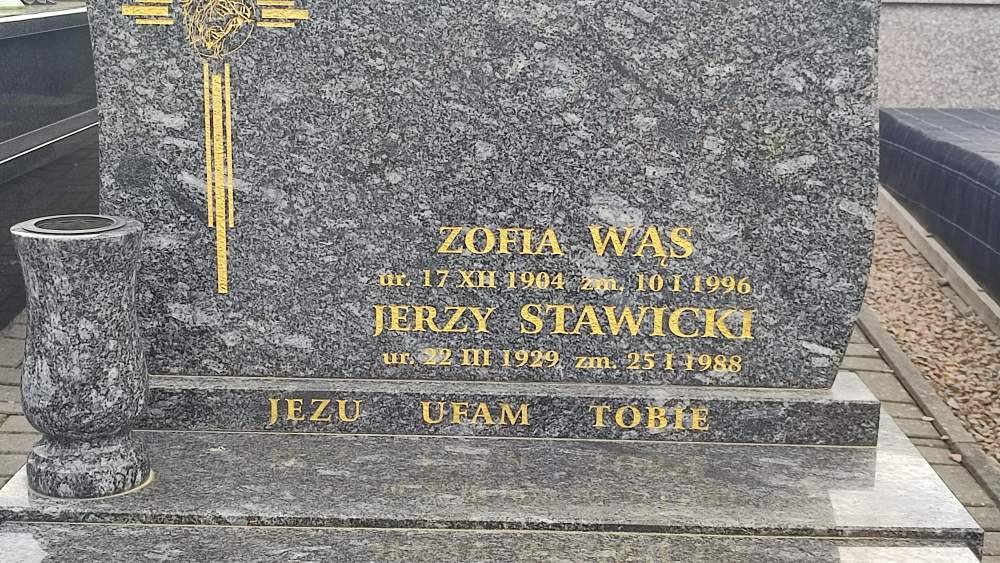 ZOFIA WĄS
ur. 17 XII 1904 zm. 10 I 1996
JERZY STAWICKI
ur. 22 III 1929 zm. 25 I 1988
JEZU UFAM TOBIE